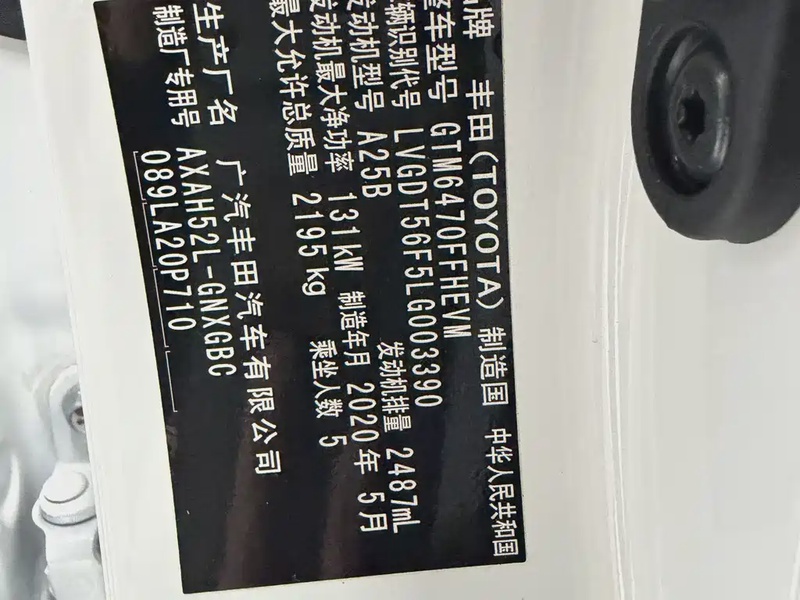 品牌 丰田(TOYOTA) 制造国 中华人民共和国
整车型号 GTM6470FFHEVM
车辆识别代号 LVGDT56F5LG003390
发动机型号 A25B 发动机排量 2487mL
发动机最大净功率 131kW 制造年月 2020年 5月
最大允许总质量 2195kg 乘坐人数 5
生产厂名 广汽丰田汽车有限公司
制造厂专用号 AXAH52L-GNXGBC
089LA20P710